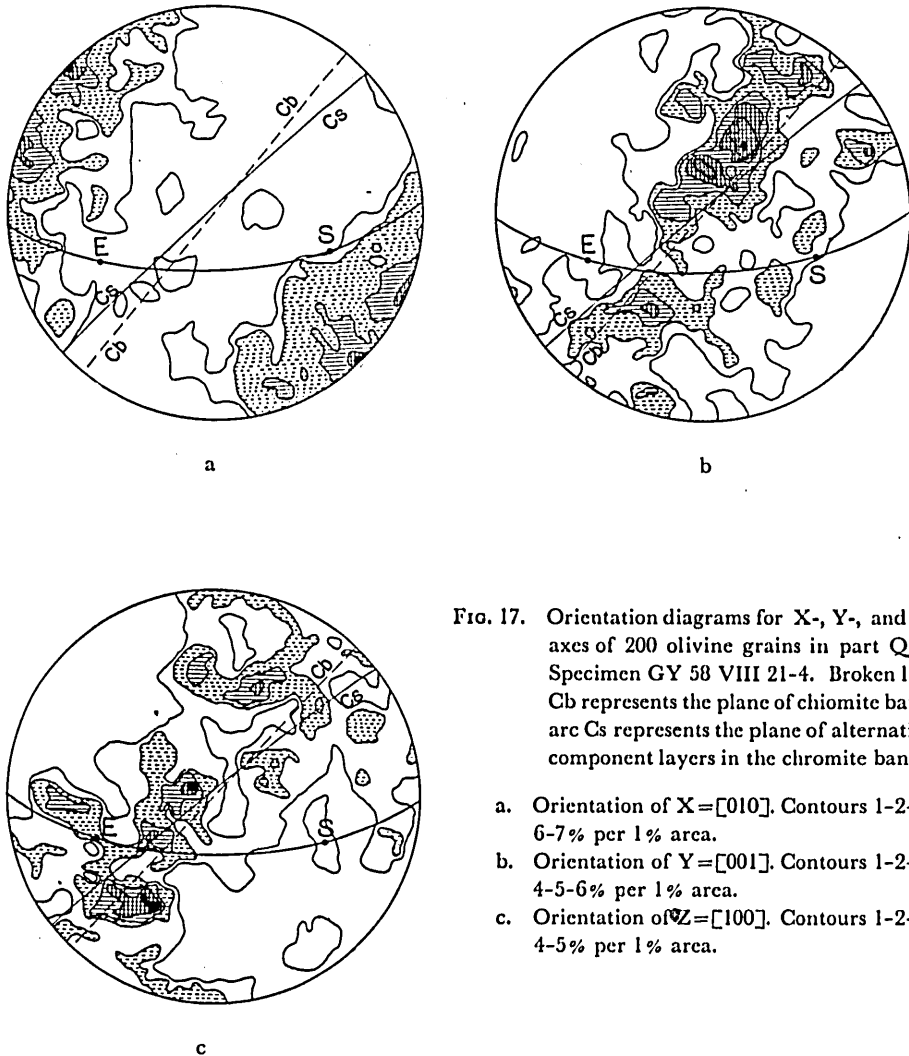 Cb
Cs
E
S
Cs
Cb
a
E
S
Cs
Cb
b
Cb
Cs
E
S
c
FIG. 17. Orientation diagrams for X-, Y-, and
axes of 200 olivine grains in part Q
Specimen GY 58 VIII 21-4. Broken l
Cb represents the plane of chiomite ba
arc Cs represents the plane of alternati
component layers in the chromite ban
a. Orientation of X=[010]. Contours 1-2-
6-7% per 1% area.
b. Orientation of Y=[001]. Contours 1-2-
4-5-6% per 1% area.
c. Orientation of Z=[100]. Contours 1-2-
4-5% per 1% area.